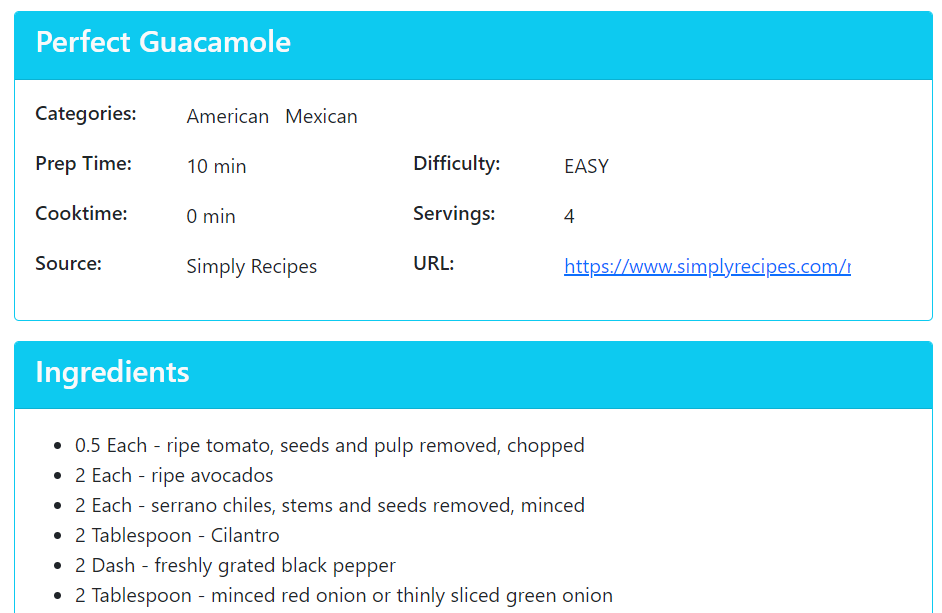 Perfect Guacamole
Categories: American Mexican
Prep Time: 10 min Difficulty: EASY
Cooktime: 0 min Servings: 4
Source: Simply Recipes URL: https://www.simplyrecipes.com/r
Ingredients
• 0.5 Each - ripe tomato, seeds and pulp removed, chopped
• 2 Each - ripe avocados
• 2 Each - serrano chiles, stems and seeds removed, minced
• 2 Tablespoon - Cilantro
• 2 Dash - freshly grated black pepper
• 2 Tablespoon - minced red onion or thinly sliced green onion